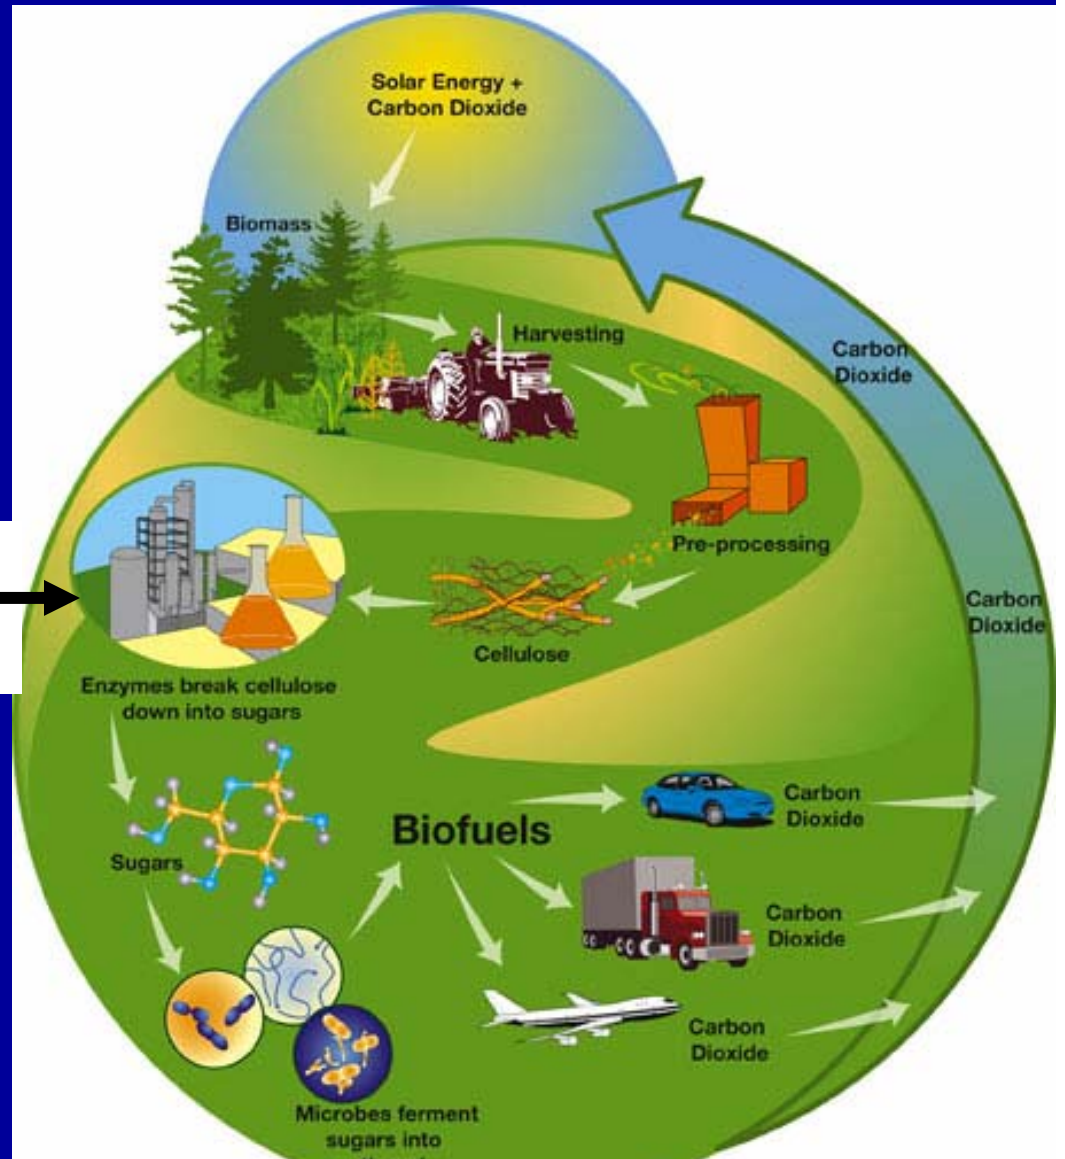 Solar Energy +
Carbon Dioxide
Biomass
Harvesting
Pre-processing
Cellulose
Enzymes break cellulose
down into sugars
Sugars
Microbes ferment
sugars into
Biofuels
Carbon
Dioxide
Carbon
Dioxide
Carbon
Dioxide
Carbon
Dioxide
Carbon
Dioxide